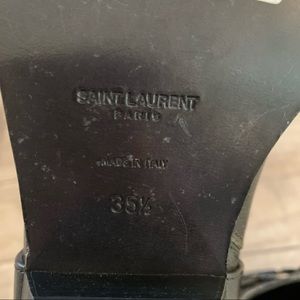 SAINT LAURENT
PARIS
MADE IN ITALY
35½